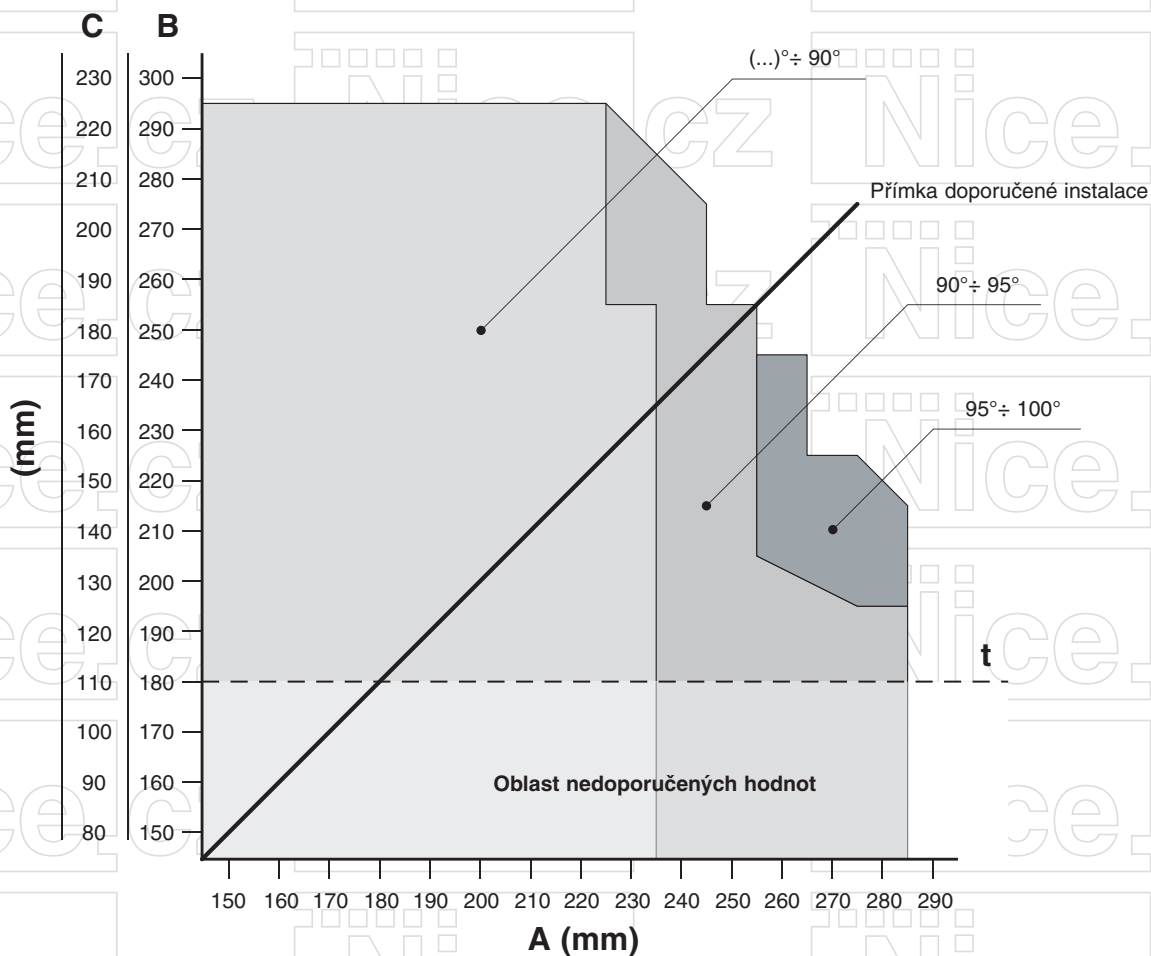 C B
(...)°÷ 90°
230 300
220 290
210 280
Přímka doporučené instalace
200 270
190 260
90°÷ 95°
180 250
170 240
95°÷ 100°
160 230
(mm)
150 220
140 210
130 200
120 190
t
110 180
100 170
90 160
Oblast nedoporučených hodnot
80 150
150 160 170 180 190 200 210 220 230 240 250 260 270 280 290
A (mm)
Nice.cz